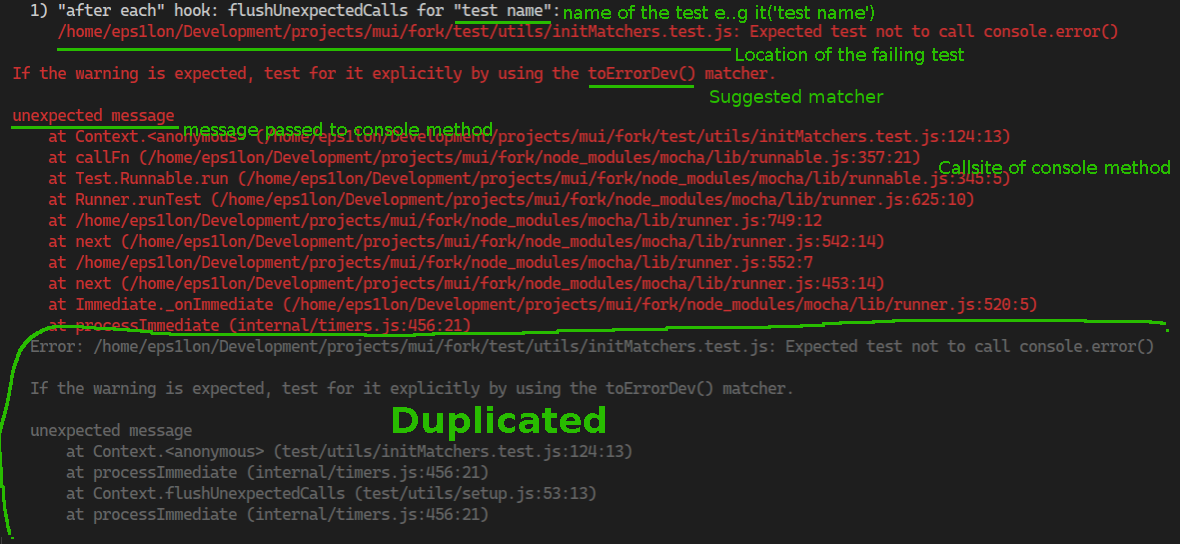 1) "after each" hook: flushUnexpectedCalls for "test name": name of the test e..g it('test name')
/home/eps1lon/Development/projects/mui/fork/test/utils/initMatchers.test.js: Expected test not to call console.error()
Location of the failing test
If the warning is expected, test for it explicitly by using the toErrorDev() matcher.
Suggested matcher
unexpected message
message passed to console method
at Context.<anonymous> (/home/eps1lon/Development/projects/mui/fork/test/utils/initMatchers.test.js:124:13)
at callFn (/home/eps1lon/Development/projects/mui/fork/node_modules/mocha/lib/runnable.js:357:21)
Callsite of console method
at Test.Runnable.run (/home/eps1lon/Development/projects/mui/fork/node_modules/mocha/lib/runnable.js:345:5)
at Runner.runTest (/home/eps1lon/Development/projects/mui/fork/node_modules/mocha/lib/runner.js:625:10)
at /home/eps1lon/Development/projects/mui/fork/node_modules/mocha/lib/runner.js:749:12
at next (/home/eps1lon/Development/projects/mui/fork/node_modules/mocha/lib/runner.js:542:14)
at /home/eps1lon/Development/projects/mui/fork/node_modules/mocha/lib/runner.js:552:7
at next (/home/eps1lon/Development/projects/mui/fork/node_modules/mocha/lib/runner.js:453:14)
at Immediate._onImmediate (/home/eps1lon/Development/projects/mui/fork/node_modules/mocha/lib/runner.js:520:5)
at processImmediate (internal/timers.js:456:21)
Error: /home/eps1lon/Development/projects/mui/fork/test/utils/initMatchers.test.js: Expected test not to call console.error()
If the warning is expected, test for it explicitly by using the toErrorDev() matcher.
Duplicated
unexpected message
at Context.<anonymous> (test/utils/initMatchers.test.js:124:13)
at processImmediate (internal/timers.js:456:21)
at Context.flushUnexpectedCalls (test/utils/setup.js:53:13)
at processImmediate (internal/timers.js:456:21)